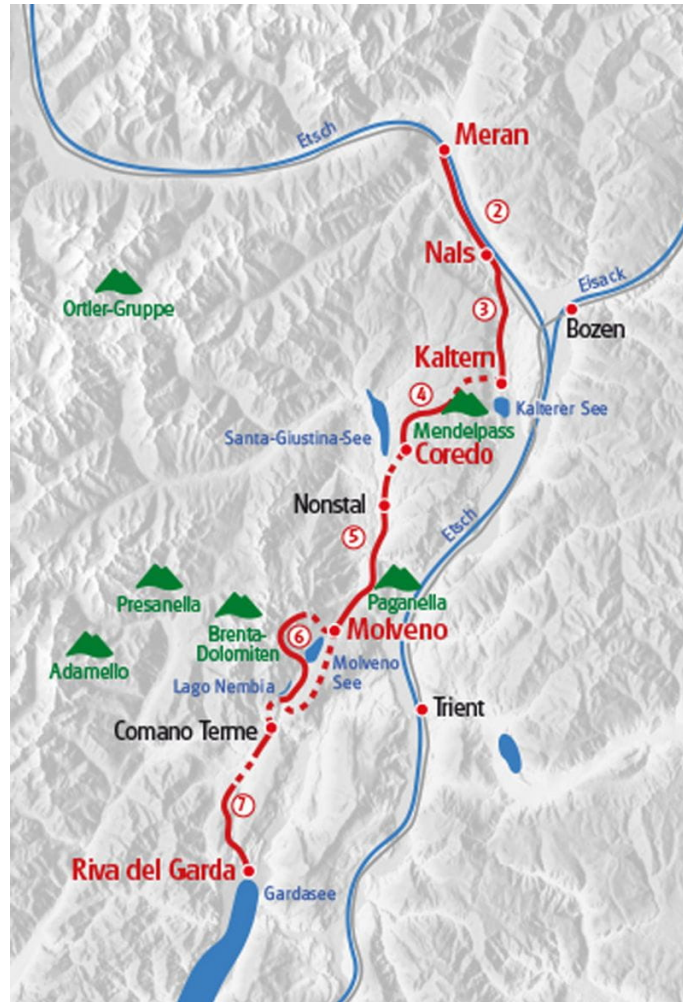 Etsch
Meran
②
Nals
Eisack
Ortler-Gruppe
③
Bozen
Kaltern
④
Kalterer See
Mendelpass
Santa-Giustina-See
Coredo
Nonstal
Etsch
⑤
Presanella
Paganella
Brenta-
Dolomiten
⑥
Molveno
Adamello
Molveno
See
Lago Nembia
Trient
Comano Terme
⑦
Riva del Garda
Gardasee